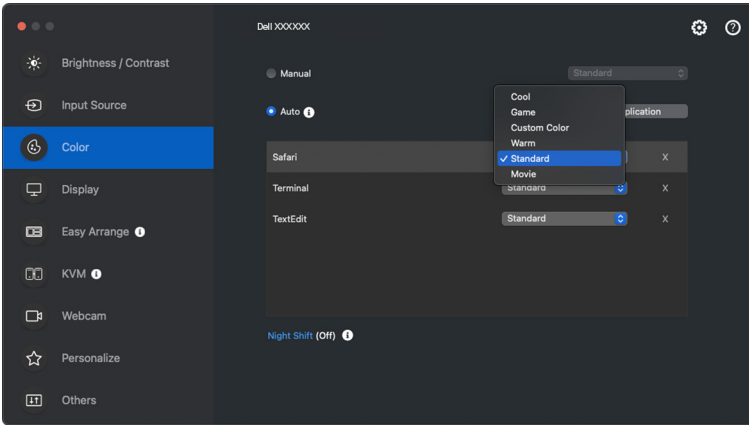 Dell XXXXXX
Brightness / Contrast
Input Source
Color
Display
Easy Arrange
KVM
Webcam
Personalize
Others
Manual
Standard
Auto
plication
Cool
Game
Custom Color
Warm
Standard
Movie
Safari
X
Terminal
Standard
X
TextEdit
Standard
X
Night Shift (Off)